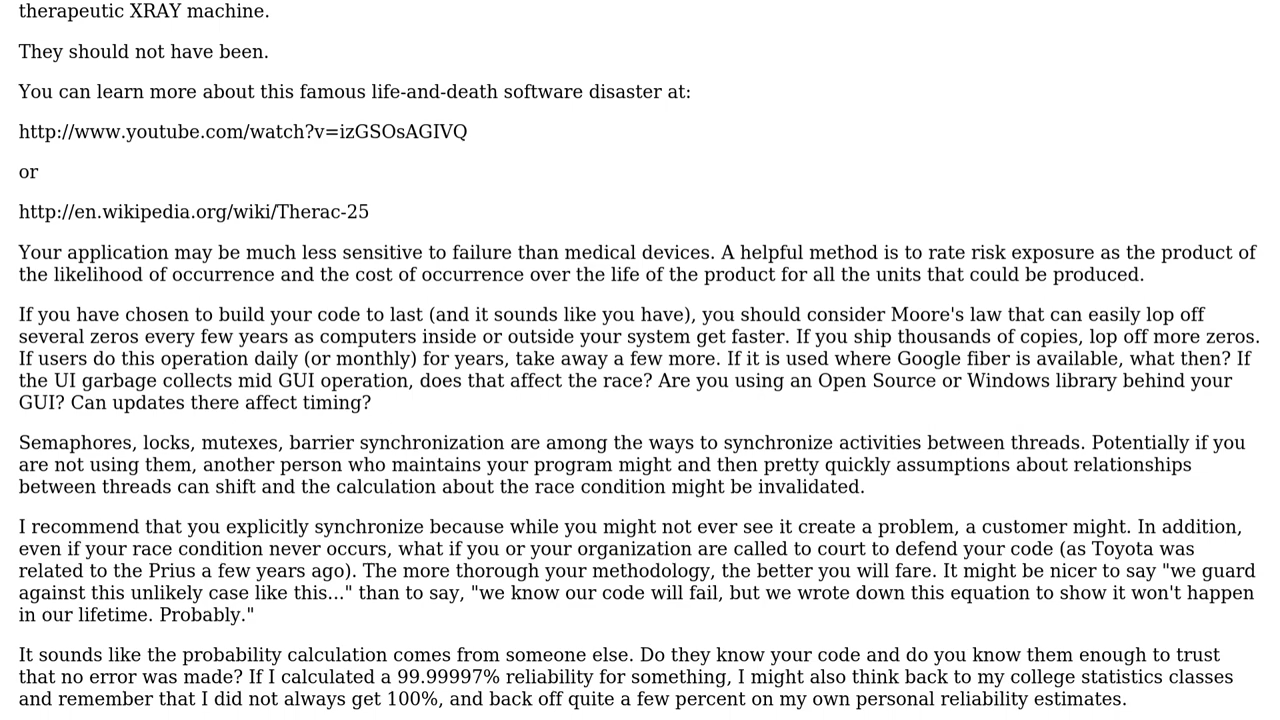 therapeutic XRAY machine.
They should not have been.
You can learn more about this famous life-and-death software disaster at:
http://www.youtube.com/watch?v=izGSOsAGIVQ
or
http://en.wikipedia.org/wiki/Therac-25
Your application may be much less sensitive to failure than medical devices. A helpful method is to rate risk exposure as the product of
the likelihood of occurrence and the cost of occurrence over the life of the product for all the units that could be produced.
If you have chosen to build your code to last (and it sounds like you have), you should consider Moore's law that can easily lop off
several zeros every few years as computers inside or outside your system get faster. If you ship thousands of copies, lop off more zeros.
If users do this operation daily (or monthly) for years, take away a few more. If it is used where Google fiber is available, what then? If
the UI garbage collects mid GUI operation, does that affect the race? Are you using an Open Source or Windows library behind your
GUI? Can updates there affect timing?
Semaphores, locks, mutexes, barrier synchronization are among the ways to synchronize activities between threads. Potentially if you
are not using them, another person who maintains your program might and then pretty quickly assumptions about relationships
between threads can shift and the calculation about the race condition might be invalidated.
I recommend that you explicitly synchronize because while you might not ever see it create a problem, a customer might. In addition,
even if your race condition never occurs, what if you or your organization are called to court to defend your code (as Toyota was
related to the Prius a few years ago). The more thorough your methodology, the better you will fare. It might be nicer to say "we guard
against this unlikely case like this..." than to say, "we know our code will fail, but we wrote down this equation to show it won't happen
in our lifetime. Probably."
It sounds like the probability calculation comes from someone else. Do they know your code and do you know them enough to trust
that no error was made? If I calculated a 99.99997% reliability for something, I might also think back to my college statistics classes
and remember that I did not always get 100%, and back off quite a few percent on my own personal reliability estimates.